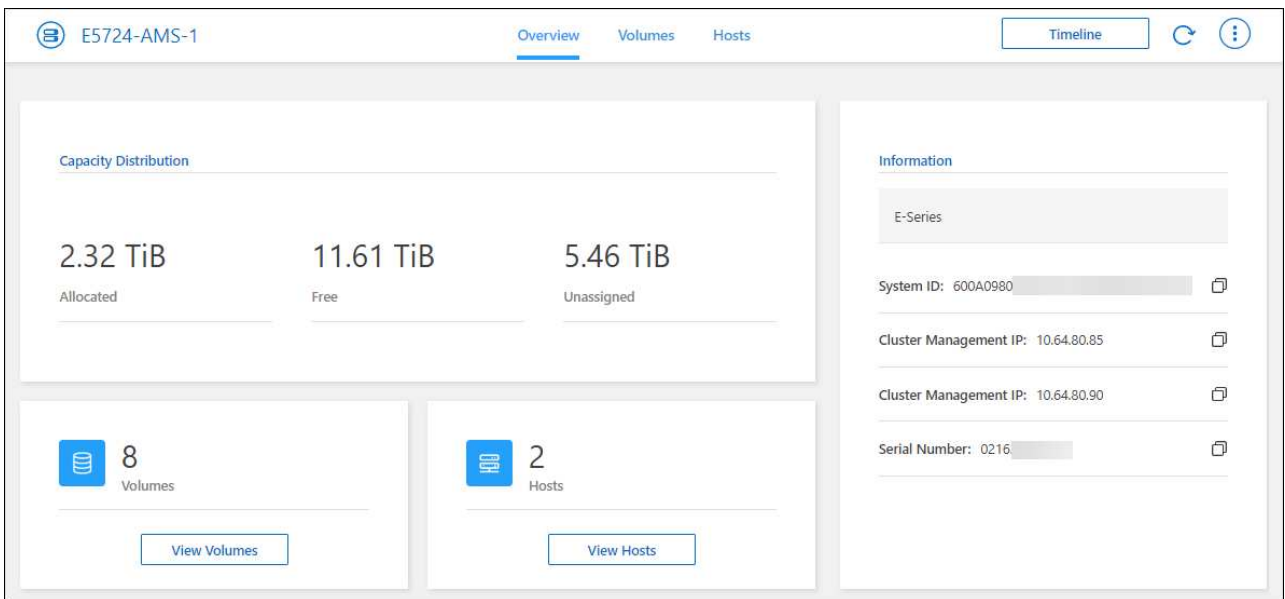 E5724-AMS-1
Overview
Volumes
Hosts
Timeline
Capacity Distribution
2.32 TiB
Allocated
11.61 TiB
Free
5.46 TiB
Unassigned
8
Volumes
View Volumes
2
Hosts
View Hosts
Information
E-Series
System ID: 600A0980
Cluster Management IP: 10.64.80.85
Cluster Management IP: 10.64.80.90
Serial Number: 0216